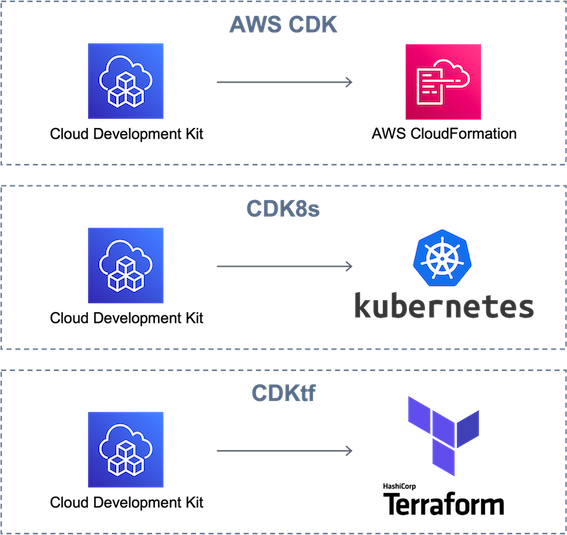 AWS CDK
Cloud Development Kit
AWS CloudFormation
CDK8s
Cloud Development Kit
kubernetes
CDKtf
Cloud Development Kit
HashiCorp
Terraform